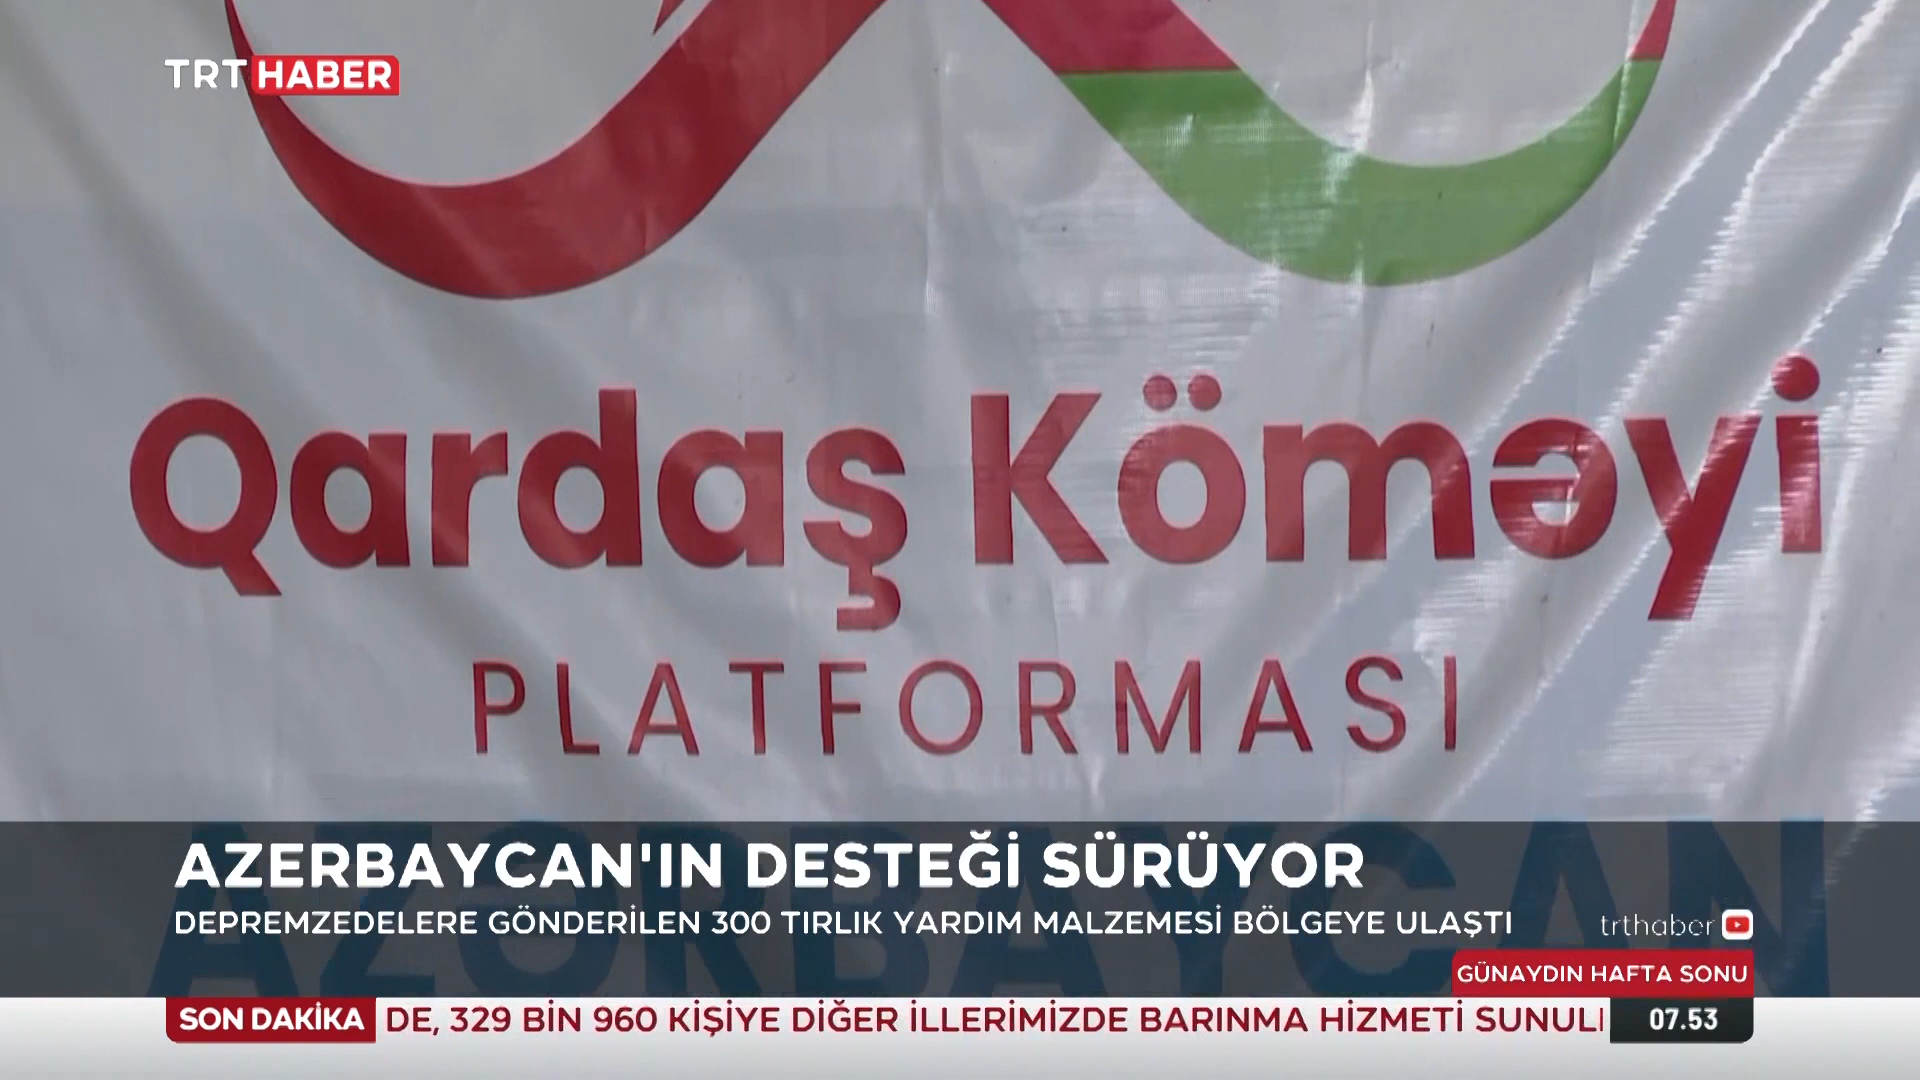 TRT HABER
Qardaş Köməyi
PLATFORMASI
AZƏRBAYCAN
AZERBAYCAN'IN DESTEĞİ SÜRÜYOR
DEPREMZEDELERE GÖNDERİLEN 300 TIRLIK YARDIM MALZEMESİ BÖLGEYE ULAŞTI
trthaber
GÜNAYDIN HAFTA SONU
SON DAKİKA DE, 329 BİN 960 KİŞİYE DİĞER İLLERİMİZDE BARINMA HİZMETİ SUNUL
07.53